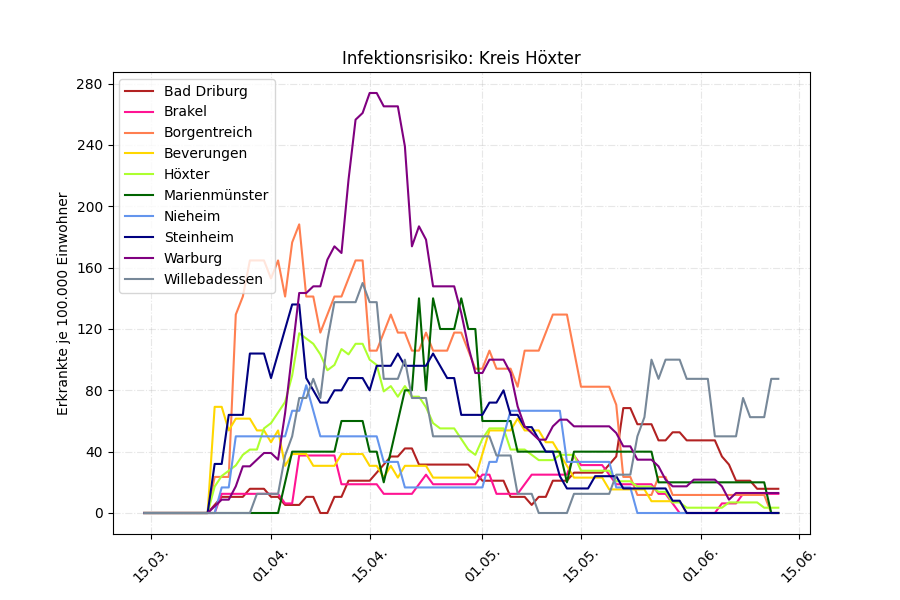 Infektionsrisiko: Kreis Höxter
Erkrankte je 100.000 Einwohner
280
240
200
160
120
80
40
0
Bad Driburg
Brakel
Borgentreich
Beverungen
Höxter
Marienmünster
Nieheim
Steinheim
Warburg
Willebadessen
15.03.
01.04.
15.04.
01.05.
15.05.
01.06.
15.06.